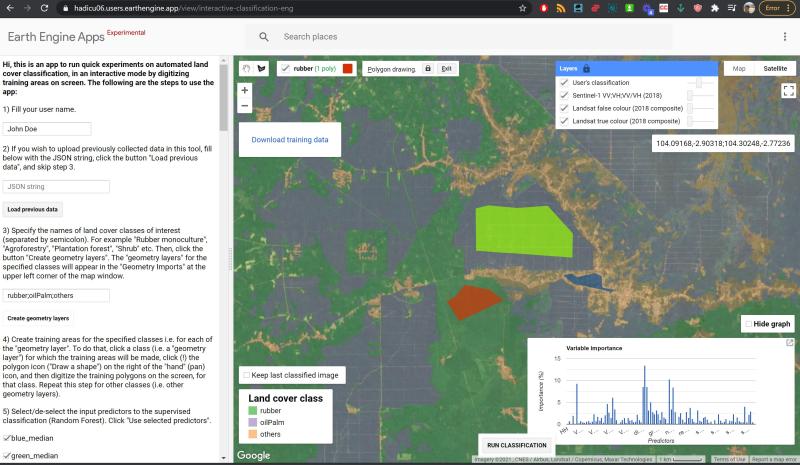 hadicu06.users.earthengine.app/view/interactive-classification-eng
Error
Earth Engine Apps Experimental
Search places
Hi, this is an app to run quick experiments on automated land
cover classification, in an interactive mode by digitizing
training areas on screen. The following are the steps to use the
app:
1) Fill your user name.
John Doe
2) If you wish to upload previously collected data in this tool, fill
below with the JSON string, click the button "Load previous
data", and skip step 3.
JSON string
Load previous data
3) Specify the names of land cover classes of interest
(separated by semicolon). For example "Rubber monoculture",
"Agroforestry", "Plantation forest", "Shrub" etc. Then, click the
button "Create geometry layers". The "geometry layers" for the
specified classes will appear in the "Geometry Imports" at the
upper left corner of the map window.
rubber;oilPalm;others
Create geometry layers
4) Create training areas for the specified classes i.e. for each of
the "geometry layer". To do that, click a class (i.e. a "geometry
layer") for which the training areas will be made, click (!) the
polygon icon ("Draw a shape") on the right of the "hand" (pan)
icon, and then digitize the training polygons on the screen, for
that class. Repeat this step for other classes (i.e. other
geometry layers).
5) Select/de-select the input predictors to the supervised
classification (Random Forest). Click "Use selected predictors".
blue_median
green_median
rubber (1 poly)
Polygon drawing.
Exit
+
−
Download training data
Layers
User's classification
Sentinel-1 VV;VH;VV/VH (2018)
Landsat false colour (2018 composite)
Landsat true colour (2018 composite)
Map
Satellite
104.09168,-2.90318;104.30248,-2.77236
Hide graph
Keep last classified image
Land cover class
rubber
oilPalm
others
Google
RUN CLASSIFICATION
Variable importance
Importance (%)
15
10
5
0
HH
V...
V...
V...
di...
gr...
n...
re...
s...
s...
s...
s...
Predictors
Imagery ©2021 , CNES / Airbus, Landsat / Copernicus, Maxar Technologies
1 km
Terms of Use
Report a map error